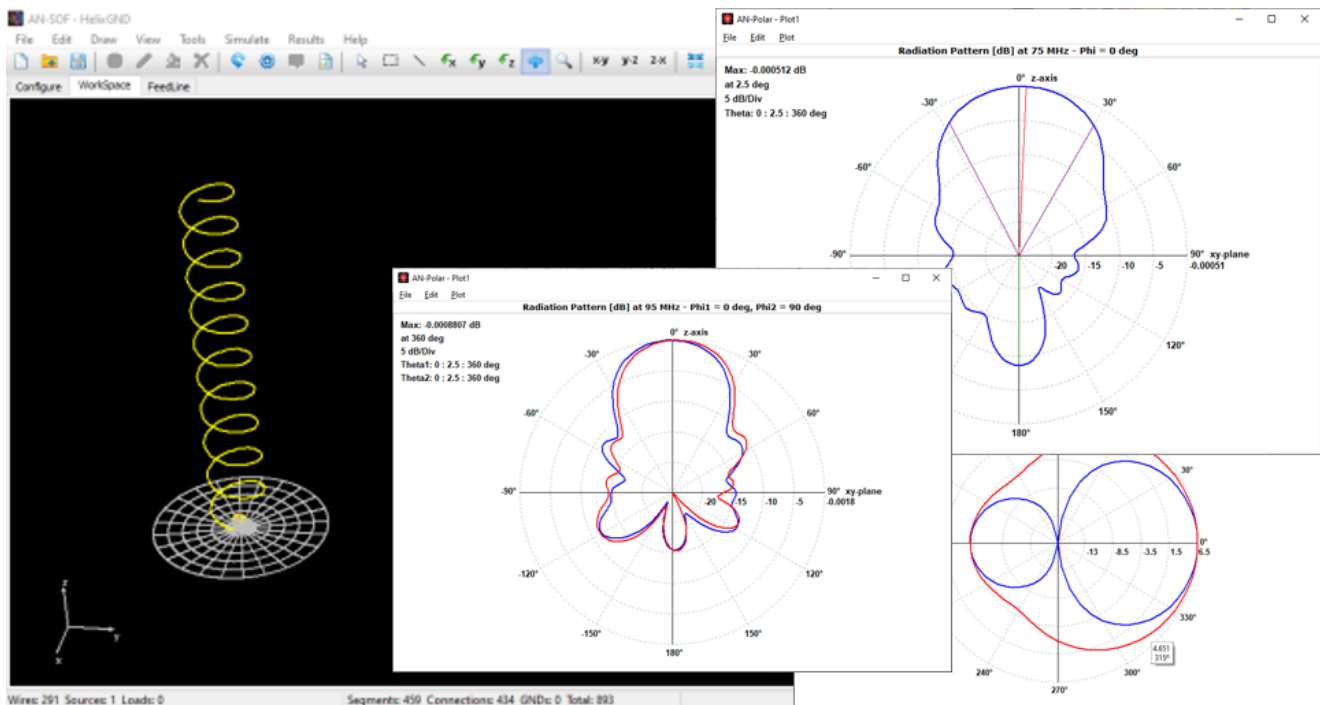 AN-SOF - HelixGND
File Edit Draw View Tools Simulate Results Help
x y z x-y y-z z-x
Configure WorkSpace FeedLine
z
y
x
Wires: 291 Sources: 1 Loads: 0
Segments: 459 Connections: 434 GNDs: 0 Total: 893
AN-Polar - Plot1
File Edit Plot
Radiation Pattern [dB] at 75 MHz - Phi = 0 deg
Max: -0.000512 dB
at 2.5 deg
5 dB/Div
Theta: 0 : 2.5 : 360 deg
0° z-axis
-30° 30°
-60° 60°
-90° 90° xy-plane
-20 -15 -10 -5 -0.00051
120°
150°
180°
AN-Polar - Plot1
File Edit Plot
Radiation Pattern [dB] at 95 MHz - Phi1 = 0 deg, Phi2 = 90 deg
Max: -0.0008807 dB
at 360 deg
5 dB/Div
Theta1: 0 : 2.5 : 360 deg
Theta2: 0 : 2.5 : 360 deg
0° z-axis
-30° 30°
-60° 60°
-90° 90° xy-plane
-20 -15 -10 -5 -0.0018
-120° 120°
-150° 150°
180°
30°
0°
-13 -8.5 -3.5 1.5 6.5
330°
4.651
315°
240° 300°
270°